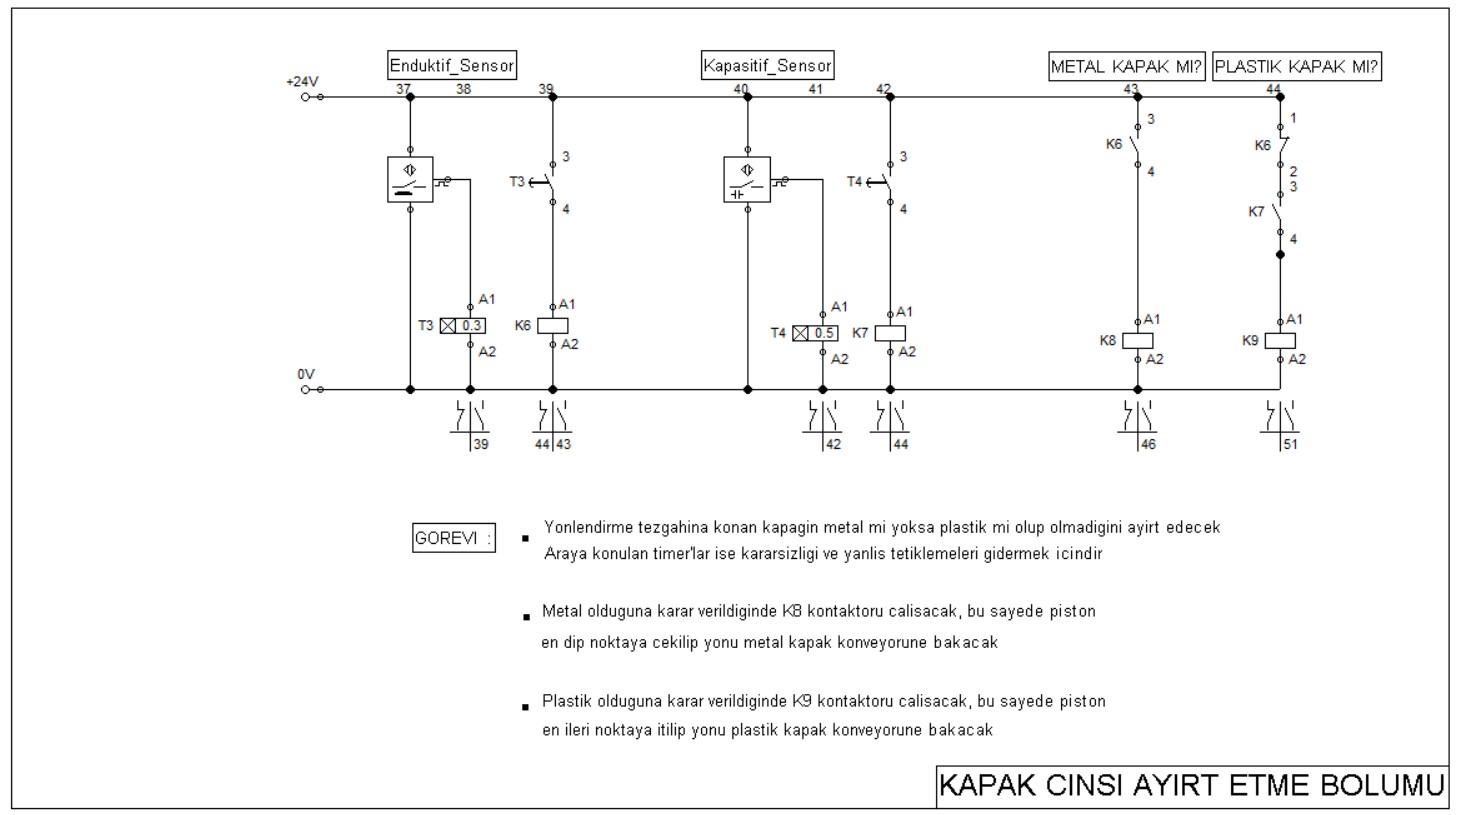 Enduktif_Sensor
Kapasitif_Sensor
METAL KAPAK MI?
PLASTIK KAPAK MI?
+24V
37
38
39
40
41
42
43
44
3
1
K6
K6
3
3
T3
T4
4
2
3
K7
4
4
4
A1
A1
A1
A1
A1
A1
T3
0.3
K6
T4
0.5
K7
K8
K9
A2
A2
A2
A2
A2
A2
0V
39
44
43
42
44
46
51
GOREVI :
Yonlendirme tezgahina konan kapagin metal mi yoksa plastik mi olup olmadigini ayirt edecek
Araya konulan timer'lar ise kararsizligi ve yanlis tetiklemeleri gidermek icindir
Metal olduguna karar verildiginde K8 kontaktoru calisacak, bu sayede piston
en dip noktaya cekilip yonu metal kapak konveyorune bakacak
Plastik olduguna karar verildiginde K9 kontaktoru calisacak, bu sayede piston
en ileri noktaya itilip yonu plastik kapak konveyorune bakacak
KAPAK CINSI AYIRT ETME BOLUMU